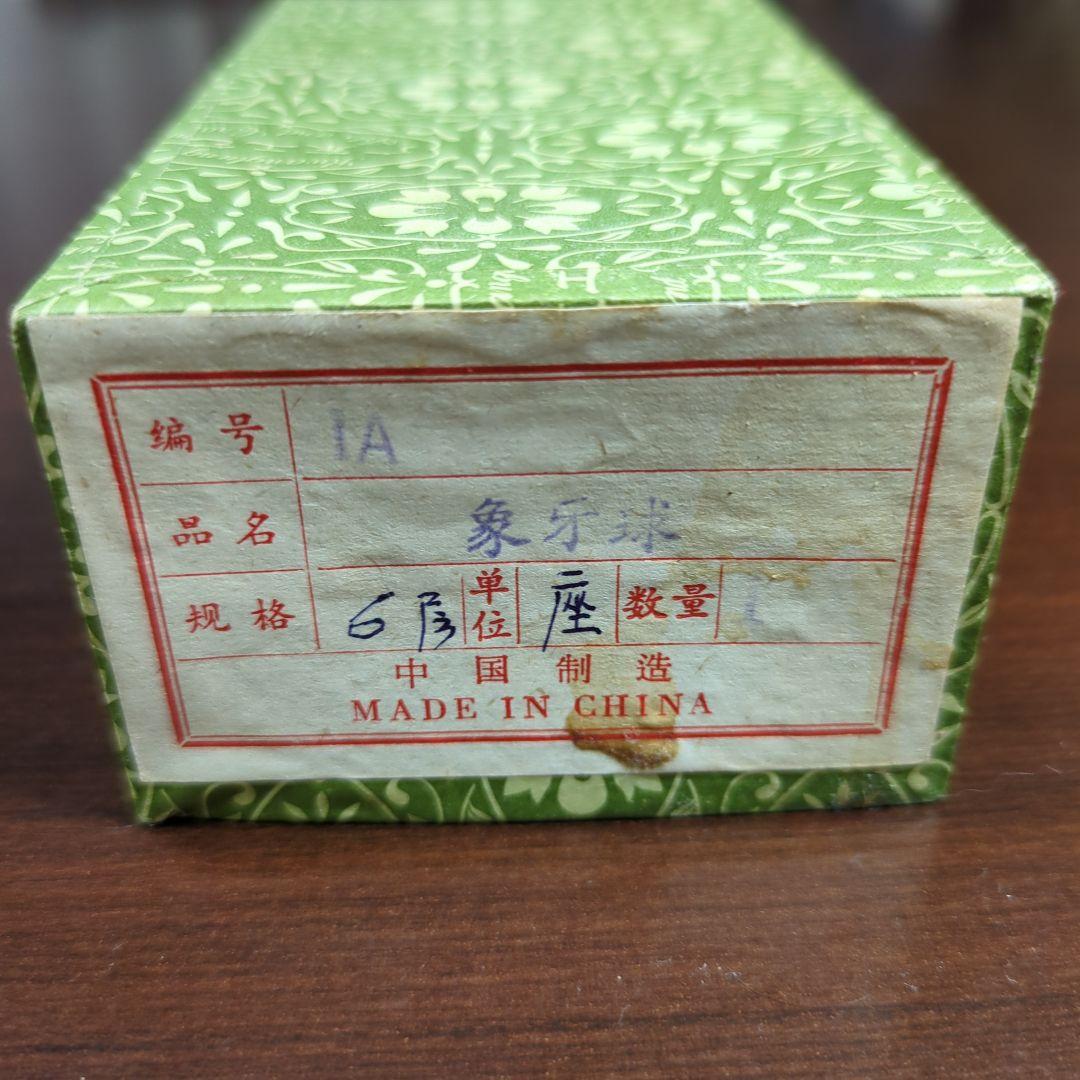 编号 1A
品名 象牙球
规格 6层 单位 座 数量 1
中国制造
MADE IN CHINA